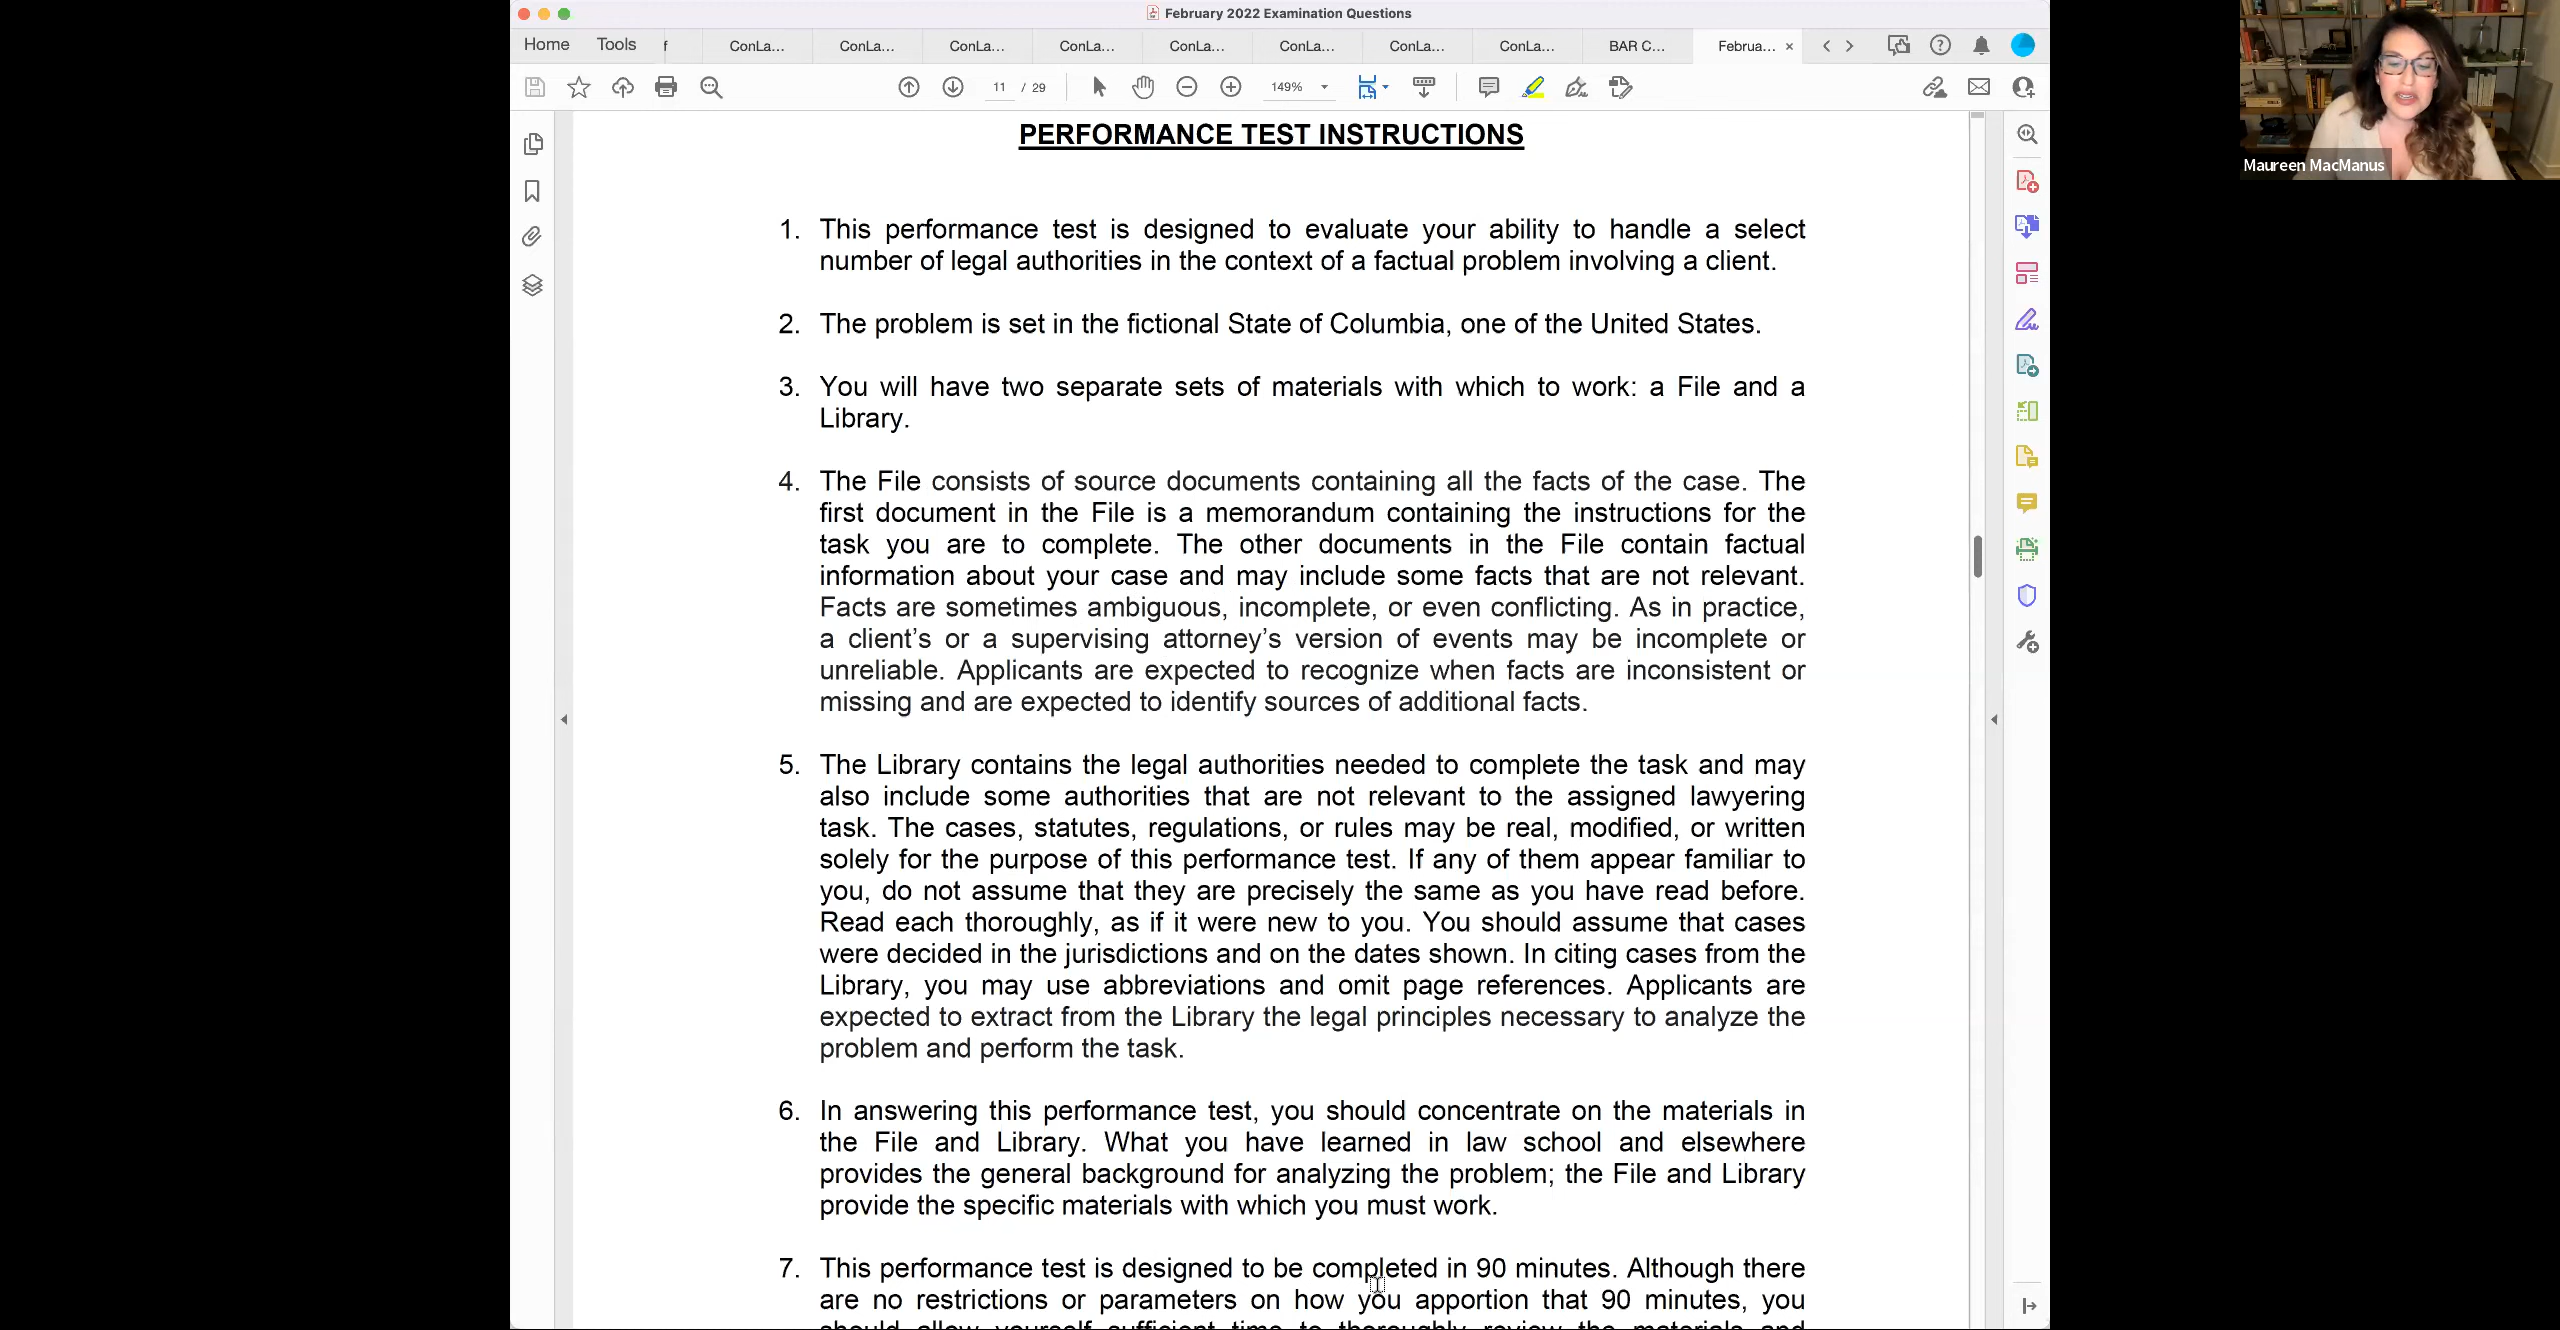 February 2022 Examination Questions
Home Tools f ConLa... ConLa... ConLa... ConLa... ConLa... ConLa... ConLa... ConLa... BAR C... Februa... ×
11 / 29 149%
Maureen MacManus
PERFORMANCE TEST INSTRUCTIONS
1. This performance test is designed to evaluate your ability to handle a select
number of legal authorities in the context of a factual problem involving a client.
2. The problem is set in the fictional State of Columbia, one of the United States.
3. You will have two separate sets of materials with which to work: a File and a
Library.
4. The File consists of source documents containing all the facts of the case. The
first document in the File is a memorandum containing the instructions for the
task you are to complete. The other documents in the File contain factual
information about your case and may include some facts that are not relevant.
Facts are sometimes ambiguous, incomplete, or even conflicting. As in practice,
a client's or a supervising attorney's version of events may be incomplete or
unreliable. Applicants are expected to recognize when facts are inconsistent or
missing and are expected to identify sources of additional facts.
5. The Library contains the legal authorities needed to complete the task and may
also include some authorities that are not relevant to the assigned lawyering
task. The cases, statutes, regulations, or rules may be real, modified, or written
solely for the purpose of this performance test. If any of them appear familiar to
you, do not assume that they are precisely the same as you have read before.
Read each thoroughly, as if it were new to you. You should assume that cases
were decided in the jurisdictions and on the dates shown. In citing cases from the
Library, you may use abbreviations and omit page references. Applicants are
expected to extract from the Library the legal principles necessary to analyze the
problem and perform the task.
6. In answering this performance test, you should concentrate on the materials in
the File and Library. What you have learned in law school and elsewhere
provides the general background for analyzing the problem; the File and Library
provide the specific materials with which you must work.
7. This performance test is designed to be completed in 90 minutes. Although there
are no restrictions or parameters on how you apportion that 90 minutes, you
should allow yourself sufficient time to thoroughly review the materials and